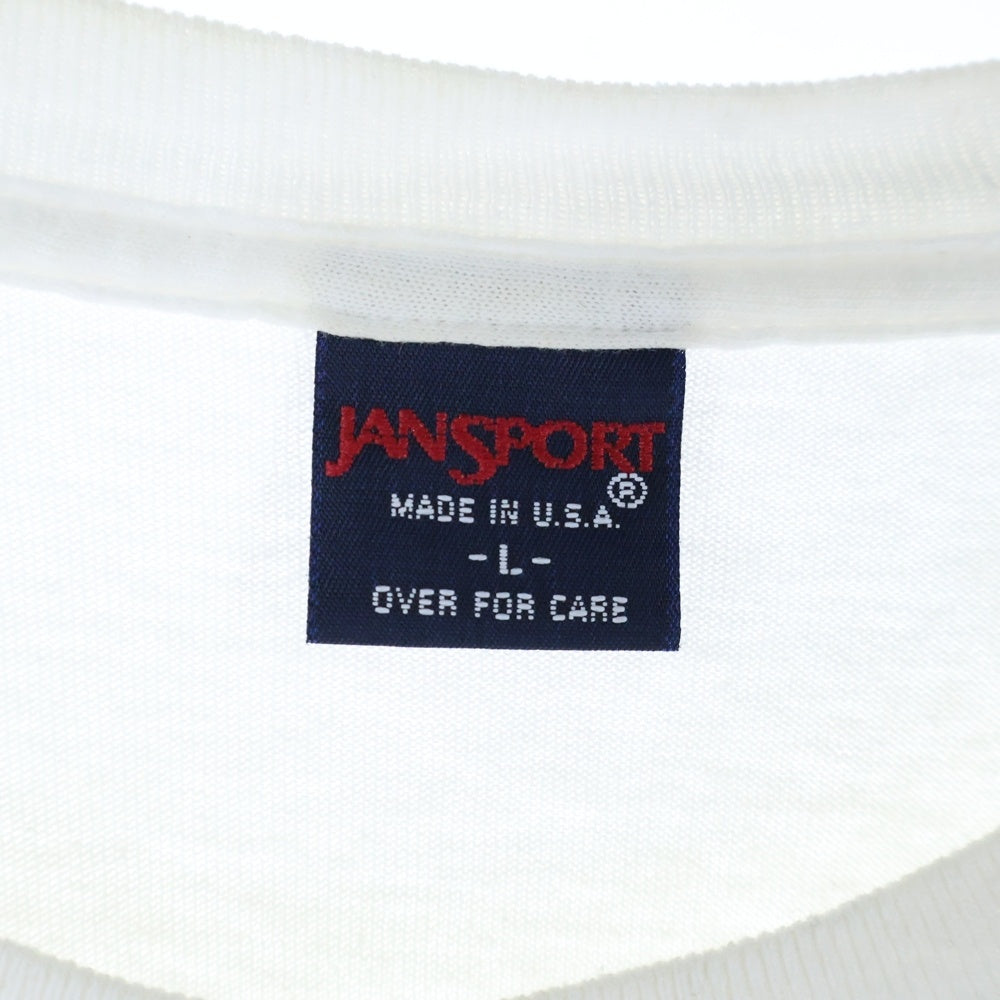 JANSPORT®
MADE IN U.S.A.
-L-
OVER FOR CARE